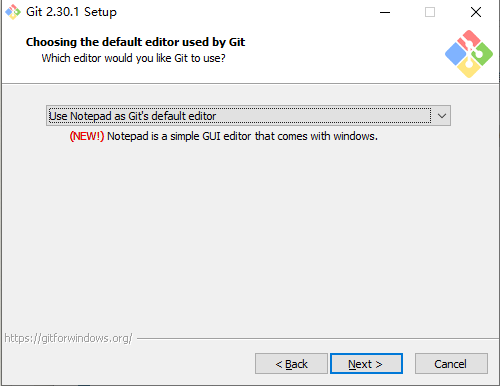 Git 2.30.1 Setup
Choosing the default editor used by Git
Which editor would you like Git to use?
Use Notepad as Git's default editor
(NEW!) Notepad is a simple GUI editor that comes with windows.
https://gitforwindows.org/
< Back
Next >
Cancel